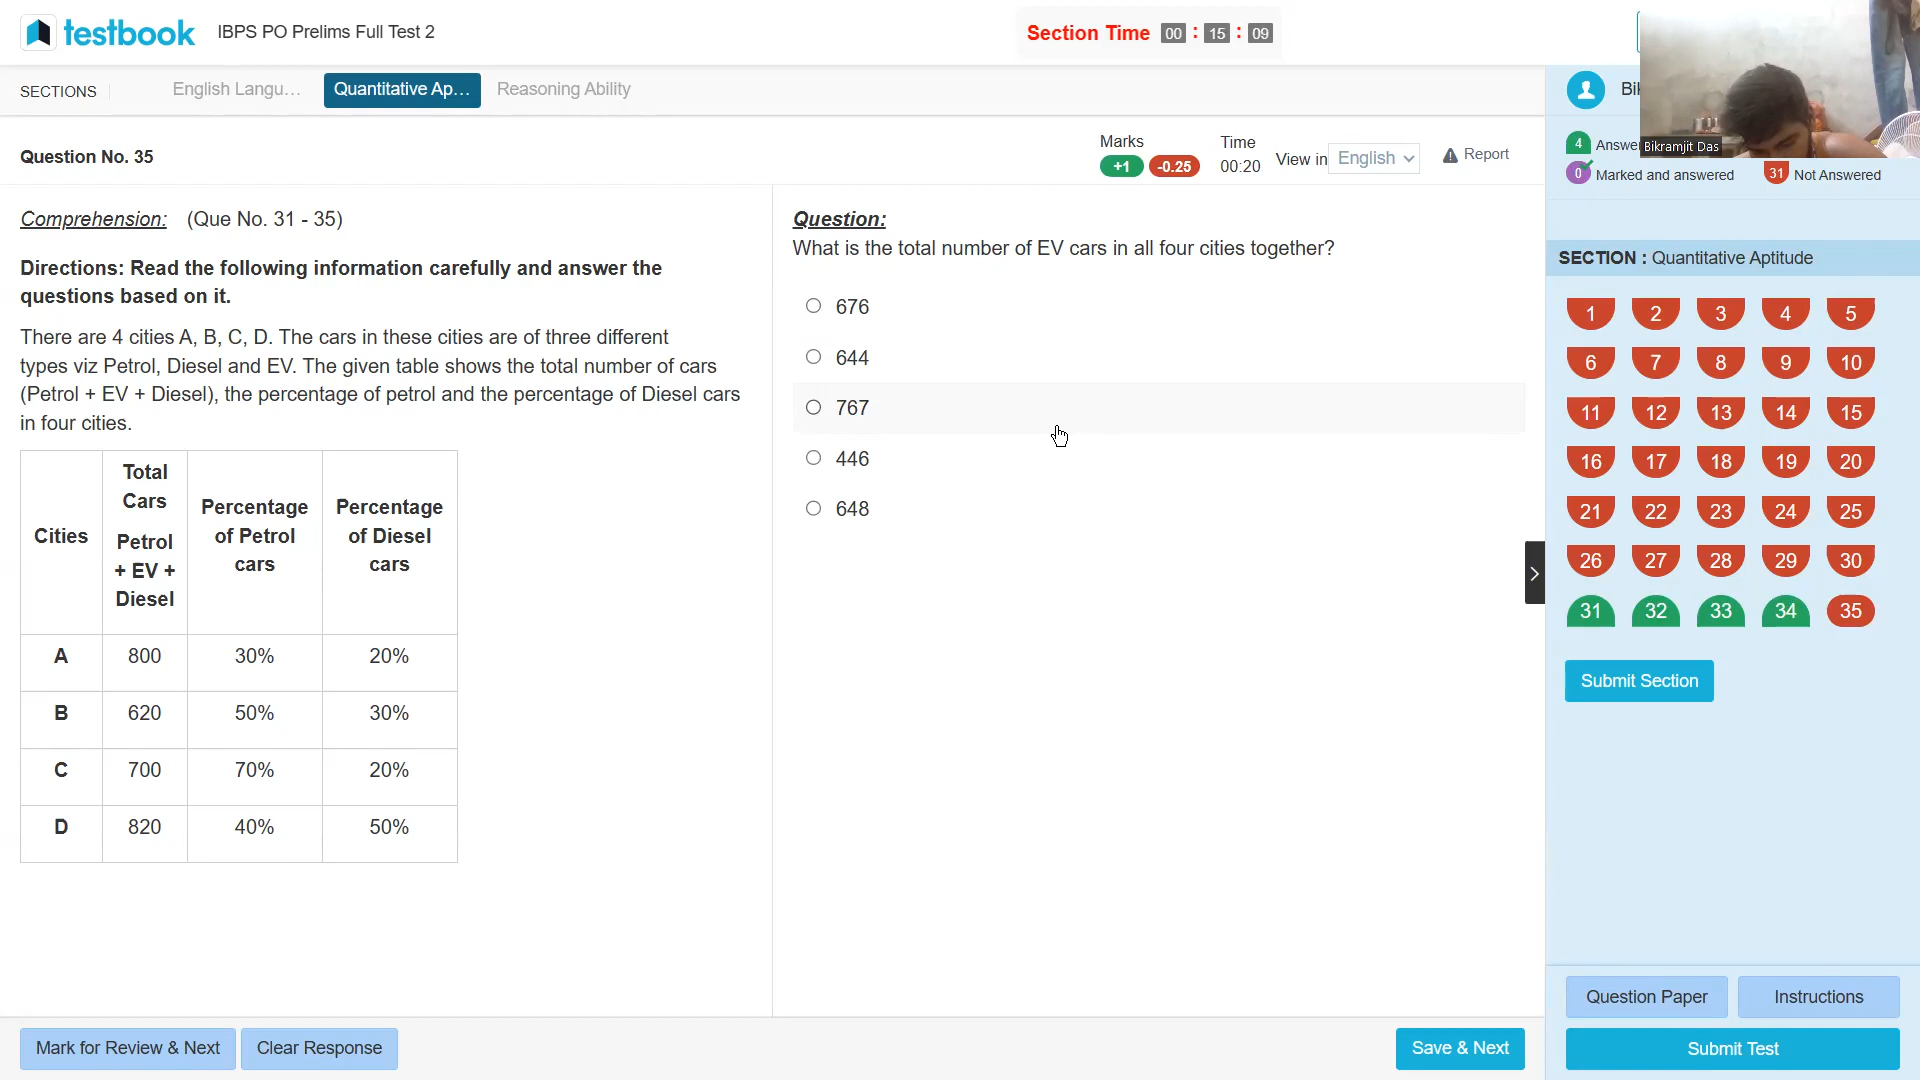 testbook
IBPS PO Prelims Full Test 2
Section Time 00 : 15 : 09
SECTIONS
English Langu...
Quantitative Ap...
Reasoning Ability
Question No. 35
Marks
+1 -0.25
Time
00:20
View in English
Report
Comprehension: (Que No. 31 - 35)
Directions: Read the following information carefully and answer the
questions based on it.
There are 4 cities A, B, C, D. The cars in these cities are of three different
types viz Petrol, Diesel and EV. The given table shows the total number of cars
(Petrol + EV + Diesel), the percentage of petrol and the percentage of Diesel cars
in four cities.
Cities
Total
Cars
Petrol
+ EV +
Diesel
Percentage
of Petrol
cars
Percentage
of Diesel
cars
A 800 30% 20%
B 620 50% 30%
C 700 70% 20%
D 820 40% 50%
Question:
What is the total number of EV cars in all four cities together?
676
644
767
446
648
Mark for Review & Next
Clear Response
Save & Next
Bikramjit Das
4
0 Marked and answered
31 Not Answered
SECTION : Quantitative Aptitude
1 2 3 4 5
6 7 8 9 10
11 12 13 14 15
16 17 18 19 20
21 22 23 24 25
26 27 28 29 30
31 32 33 34 35
Submit Section
Question Paper
Instructions
Submit Test